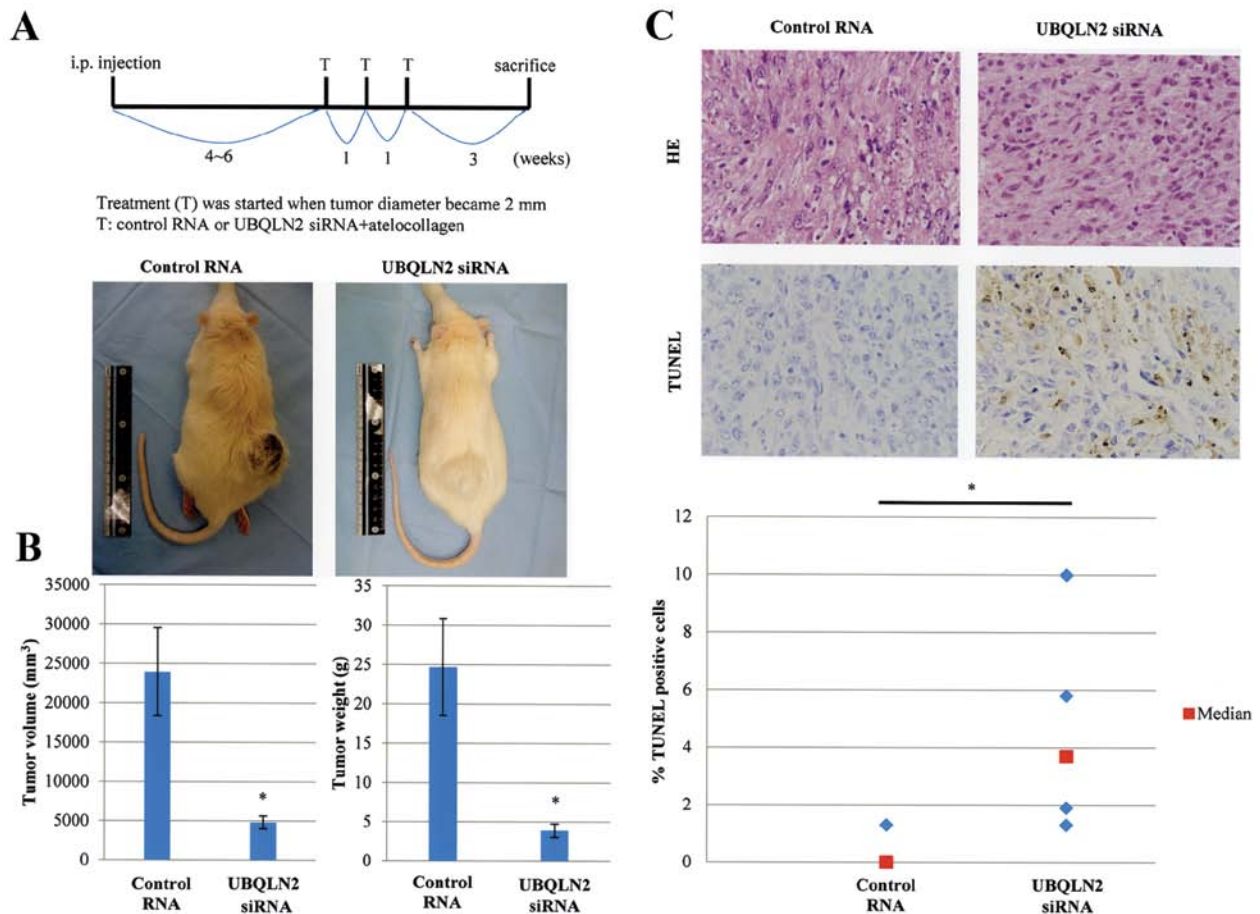 A
i.p. injection
T
T
T
sacrifice
4~6
1
1
3
(weeks)
Treatment (T) was started when tumor diameter became 2 mm
T: control RNA or UBQLN2 siRNA+atelocollagen
Control RNA
UBQLN2 siRNA
B
Tumor volume (mm³)
35000
30000
25000
20000
15000
10000
5000
0
*
Control
RNA
UBQLN2
siRNA
Tumor weight (g)
35
30
25
20
15
10
5
0
*
Control
RNA
UBQLN2
siRNA
C
Control RNA
UBQLN2 siRNA
HE
TUNEL
*
% TUNEL positive cells
12
10
8
6
4
2
0
Median
Control
RNA
UBQLN2
siRNA